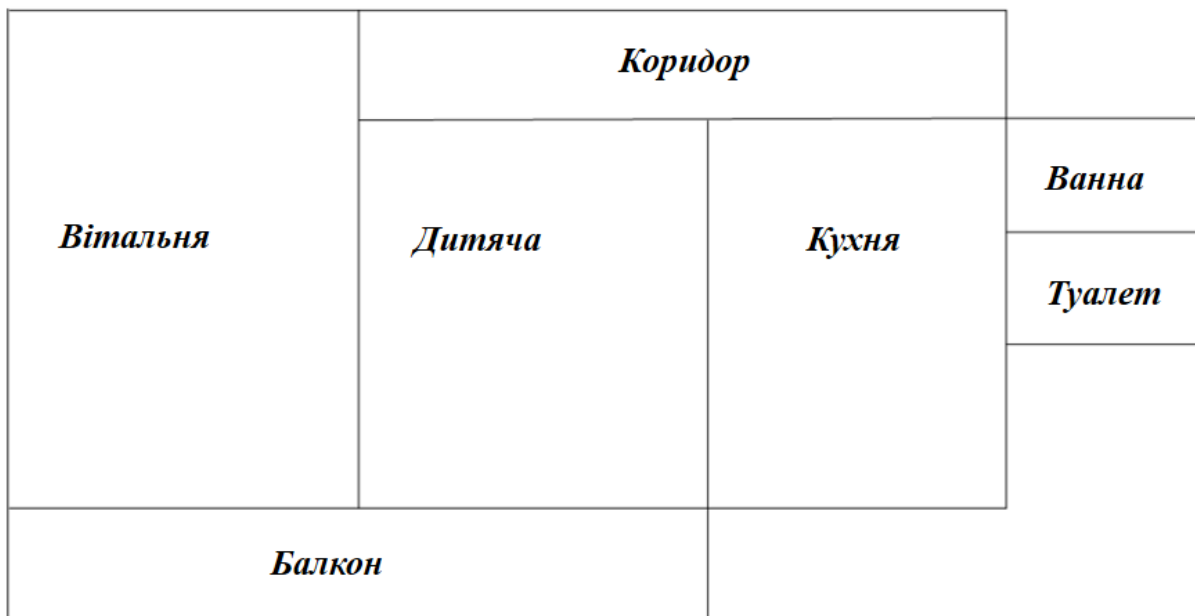 Коридор
Ванна
Вітальня
Дитяча
Кухня
Туалет
Балкон